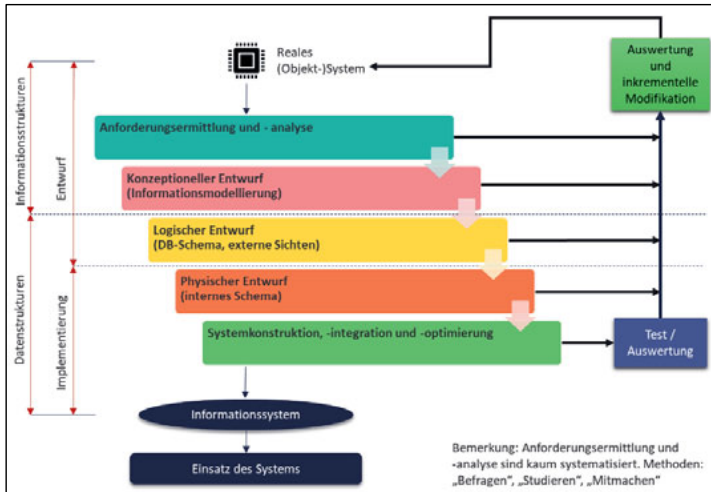 Reales
(Objekt-)System
Auswertung
und
inkrementelle
Modifikation
Informationsstrukturen
Entwurf
Anforderungsermittlung und - analyse
Konzeptioneller Entwurf
(Informationsmodellierung)
Logischer Entwurf
(DB-Schema, externe Sichten)
Datenstrukturen
Implementierung
Physischer Entwurf
(internes Schema)
Systemkonstruktion, -integration und -optimierung
Test /
Auswertung
Informationssystem
Einsatz des Systems
Bemerkung: Anforderungsermittlung und
-analyse sind kaum systematisiert. Methoden:
„Befragen“, „Studieren“, „Mitmachen“